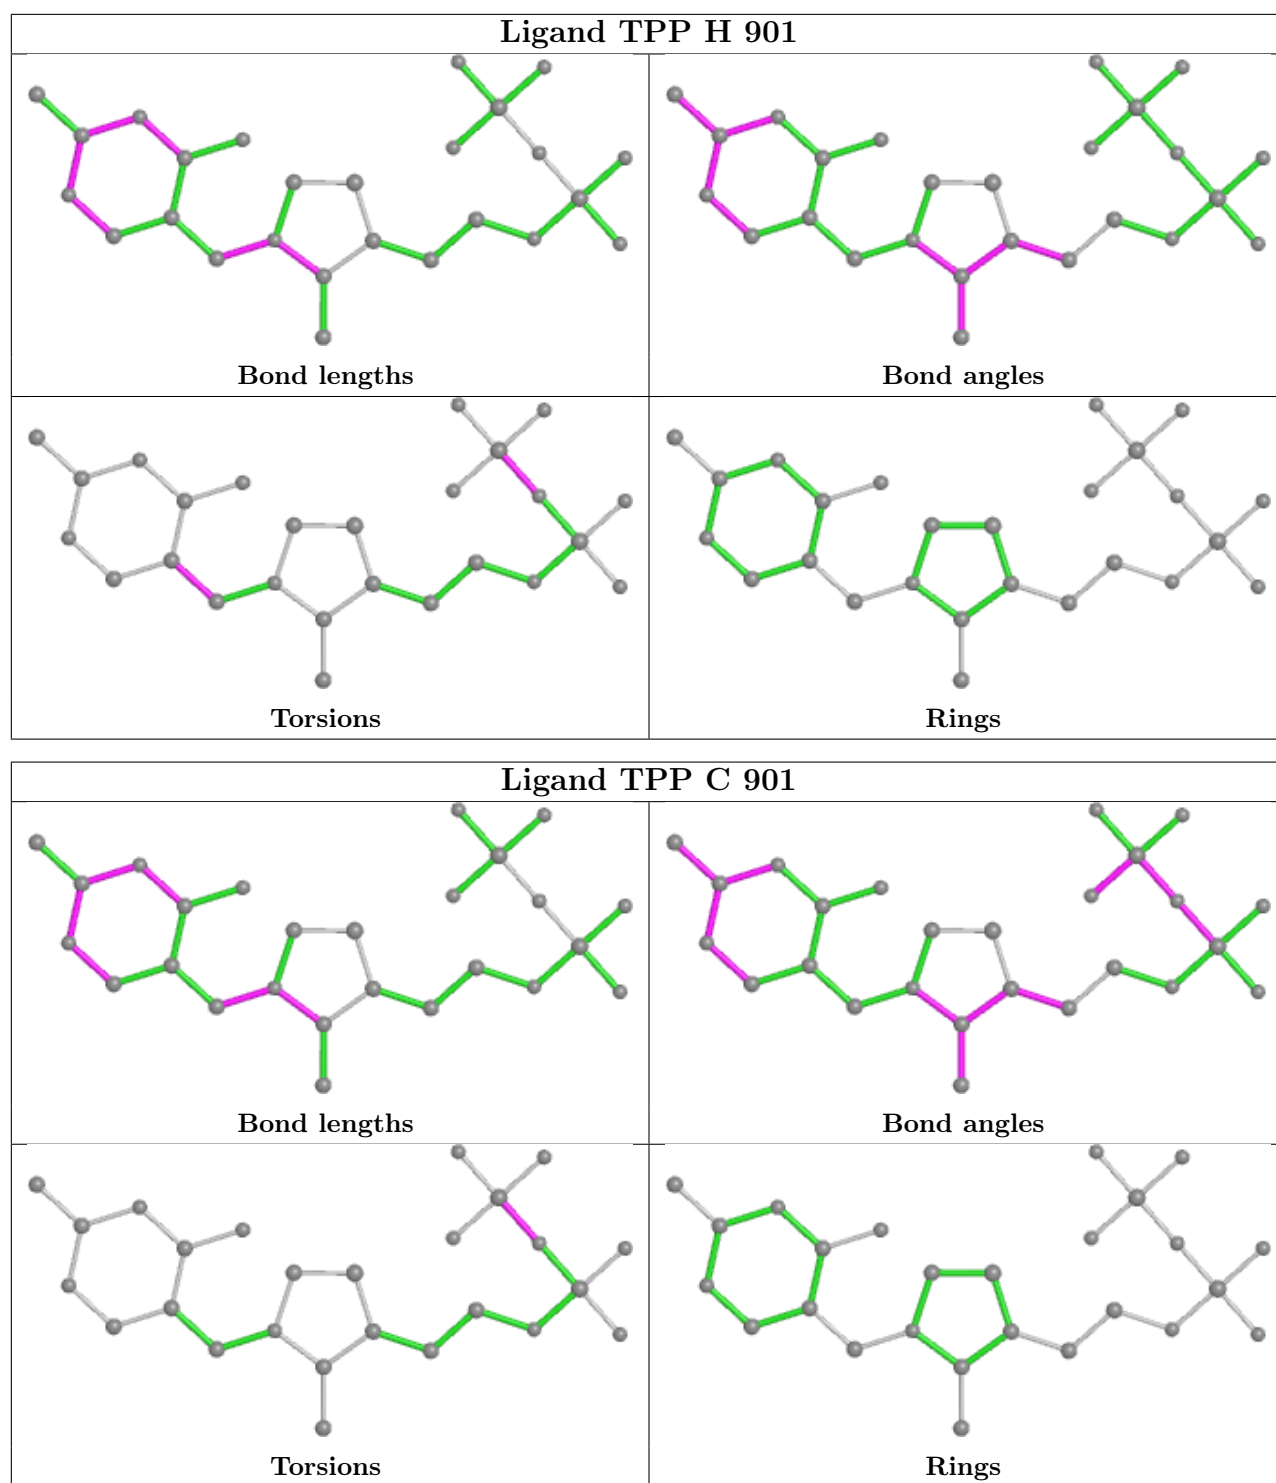 Ligand TPP H 901
Bond lengths
Bond angles
Torsions
Rings
Ligand TPP C 901
Bond lengths
Bond angles
Torsions
Rings